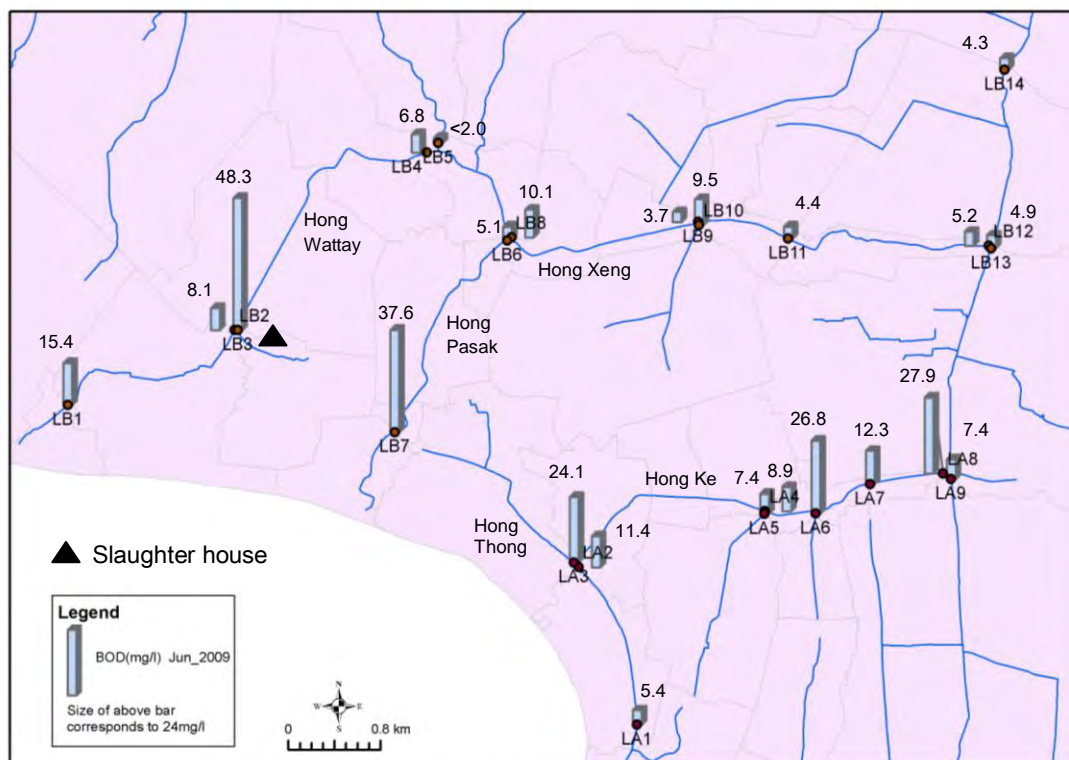 4.3
LB14
6.8
<2.0
LB4
LB5
48.3
10.1
9.5
Hong
Wattay
5.1
LB8
3.7
LB10
4.4
5.2
4.9
LB12
LB6
LB9
LB11
LB13
Hong Xeng
8.1
LB2
LB3
37.6
Hong
Pasak
15.4
LB1
27.9
26.8
12.3
7.4
LB7
24.1
7.4
8.9
Hong Ke
LA8
LA4
LA7
LA9
LA5
LA6
Hong
Thong
11.4
LA2
LA3
Slaughter house
5.4
LA1
Legend
BOD(mg/l) Jun_2009
Size of above bar
corresponds to 24mg/l
N
W E
S
0 0.8 km